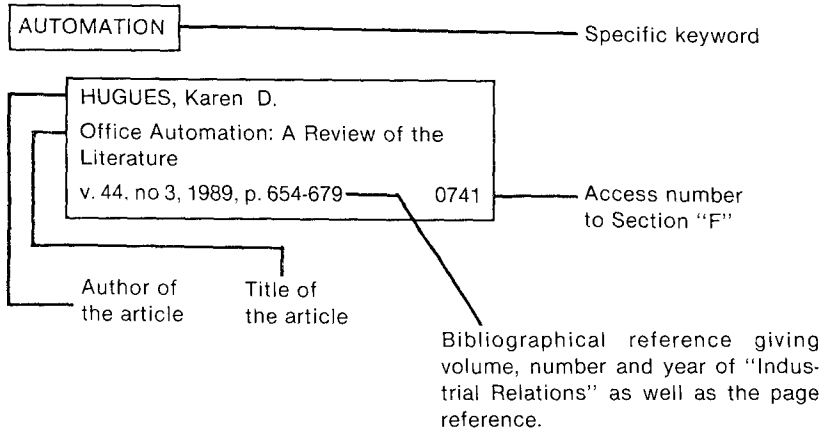 AUTOMATION
Specific keyword
HUGUES, Karen D.
Office Automation: A Review of the
Literature
v. 44, no 3, 1989, p. 654-679 0741
Access number
to Section "F"
Author of
the article
Title of
the article
Bibliographical reference giving
volume, number and year of "Indus-
trial Relations" as well as the page
reference.